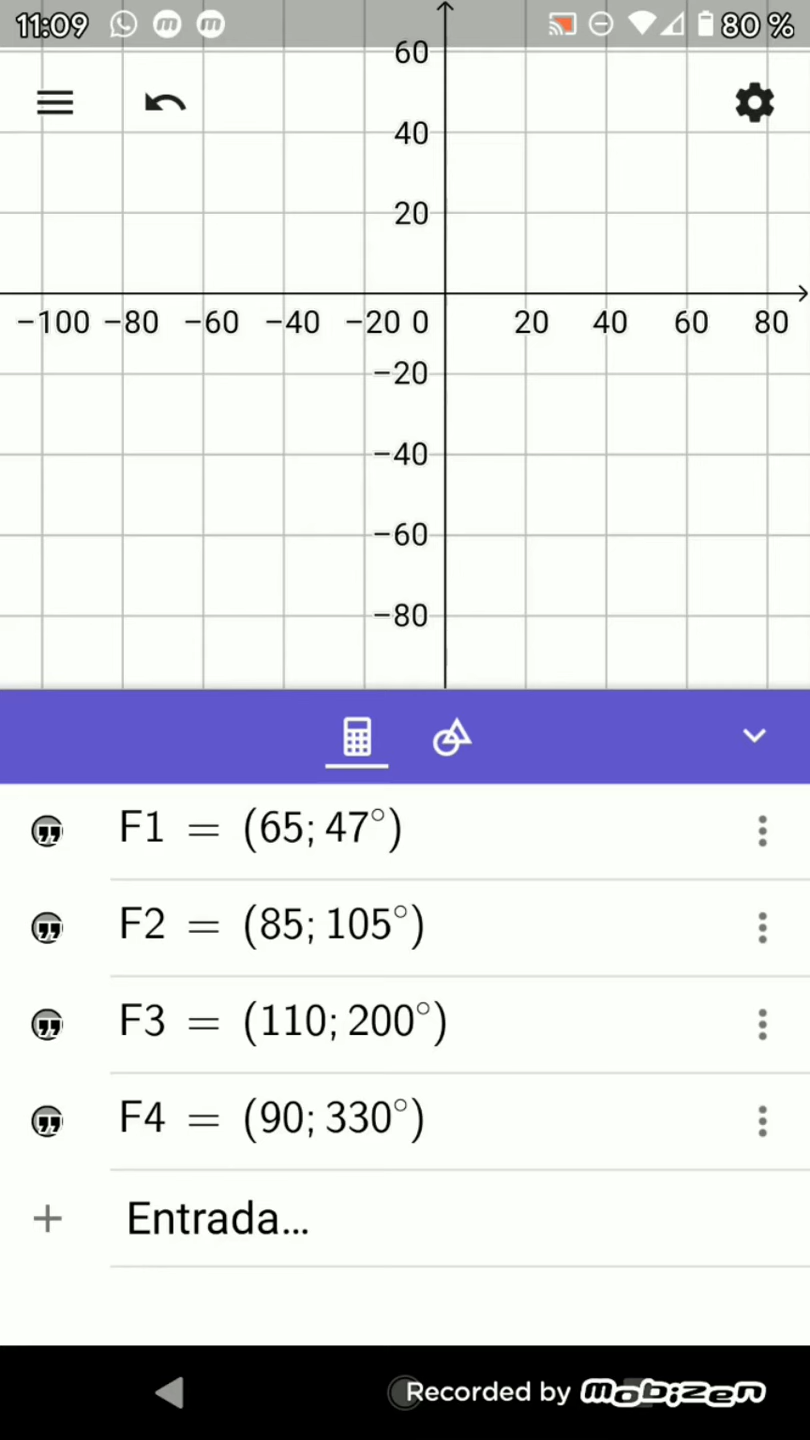 11:09 80 %
60
40
20
−100 −80 −60 −40 −20 0 20 40 60 80
−20
−40
−60
−80
F1 = (65; 47°)
F2 = (85; 105°)
F3 = (110; 200°)
F4 = (90; 330°)
+ Entrada...
Recorded by mobizen